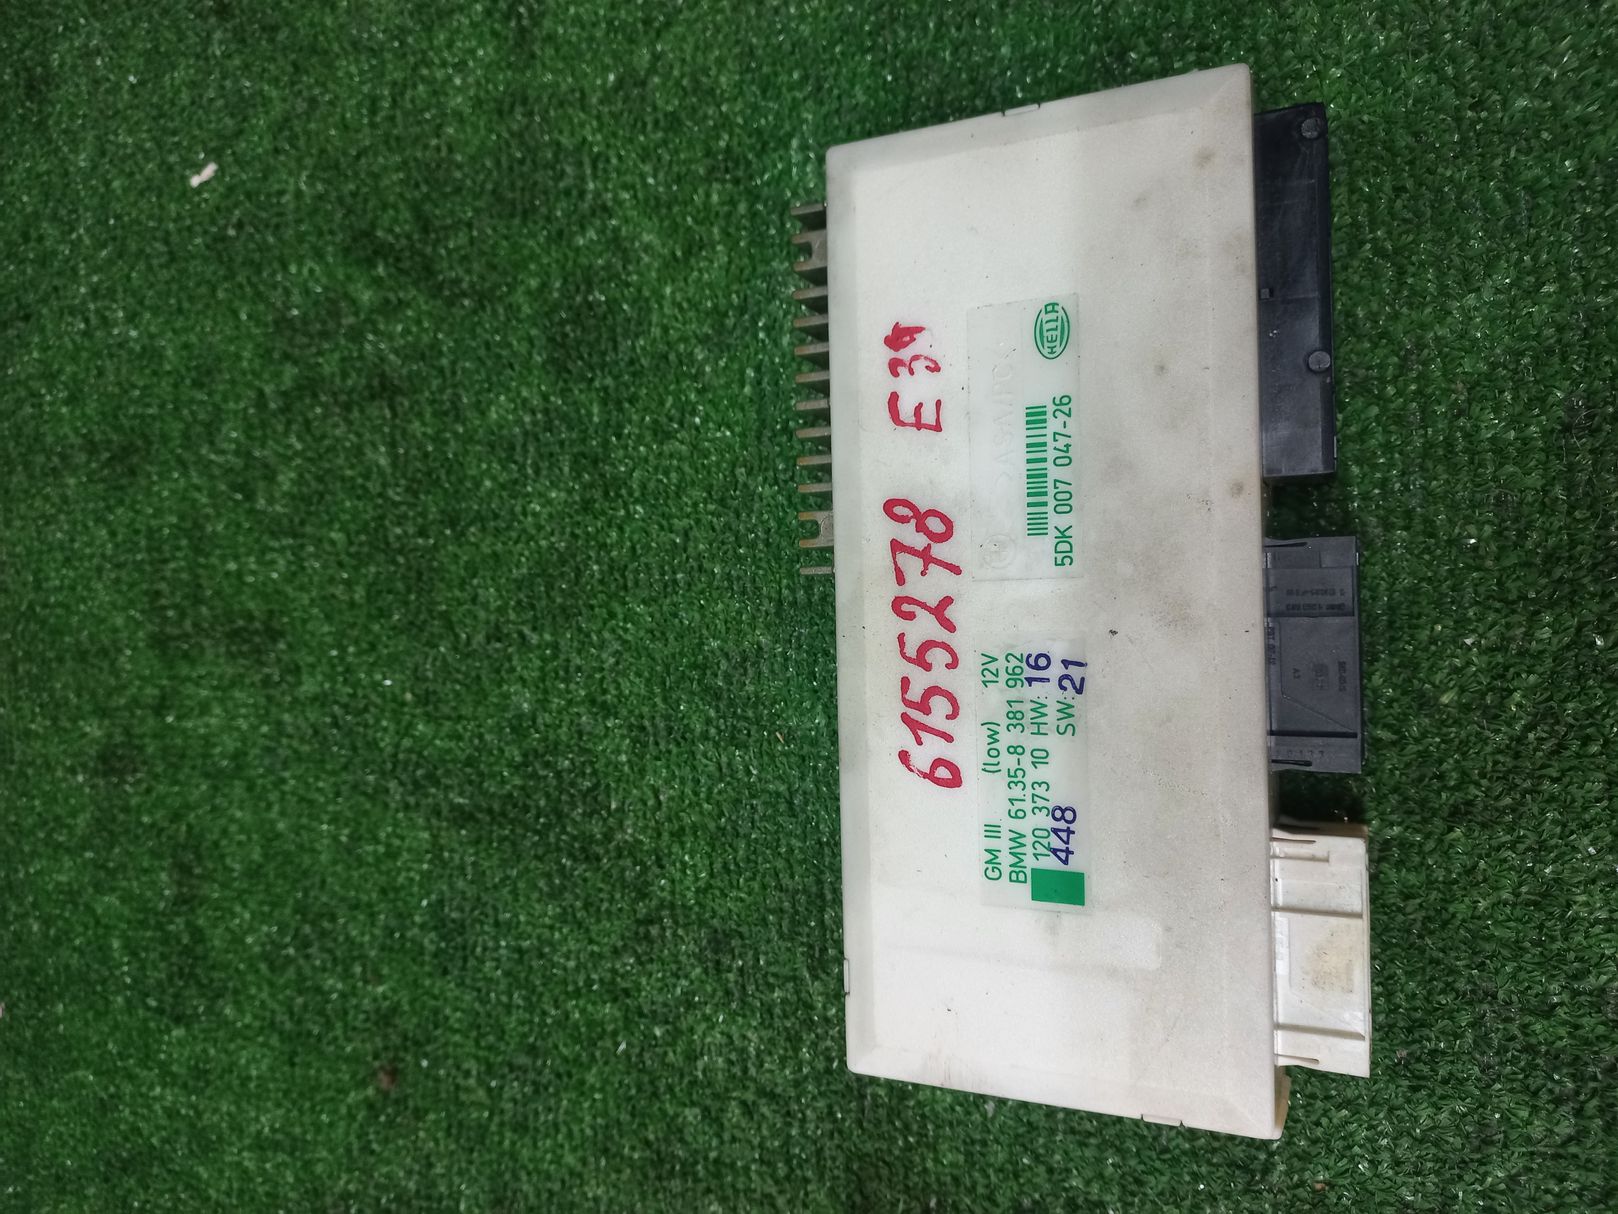 6155278 E39
GM III (low) 12V
BMW 61.35-8 381 962
120 373 10 HW: 16
448 SW: 21
5DK 007 047-26
HELLA